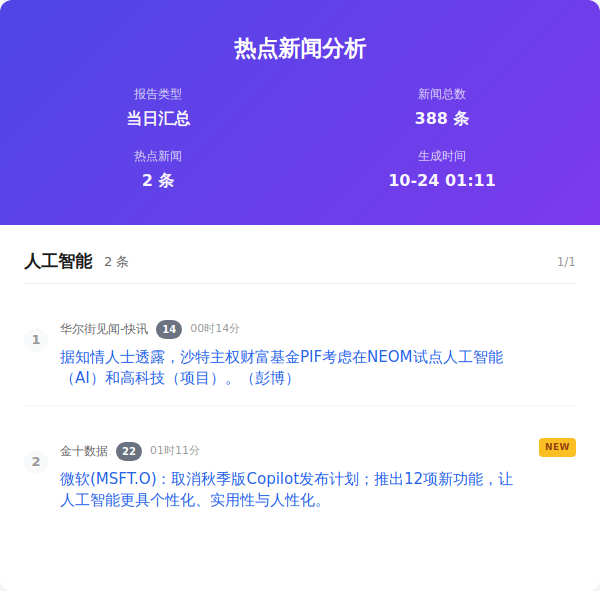 热点新闻分析
报告类型
当日汇总
新闻总数
388 条
热点新闻
2 条
生成时间
10-24 01:11
人工智能 2 条 1/1
1 华尔街见闻-快讯 14 00时14分
据知情人士透露，沙特主权财富基金PIF考虑在NEOM试点人工智能
（AI）和高科技（项目）。（彭博）
2 金十数据 22 01时11分 NEW
微软(MSFT.O)：取消秋季版Copilot发布计划；推出12项新功能，让
人工智能更具个性化、实用性与人性化。